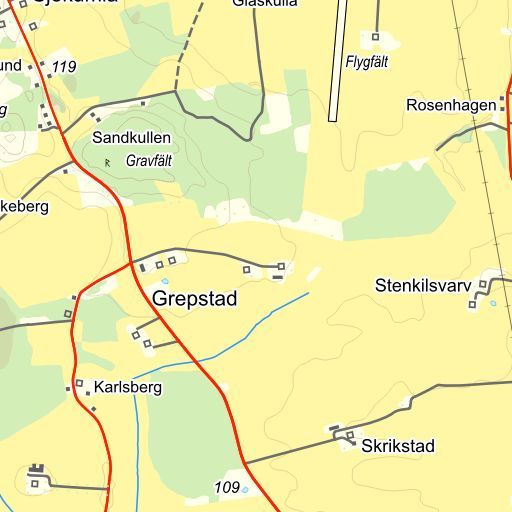 Glaskulla
Flygfält
119
Rosenhagen
Sandkullen
Gravfält
keberg
Stenkilsvarv
Grepstad
Karlsberg
Skrikstad
109